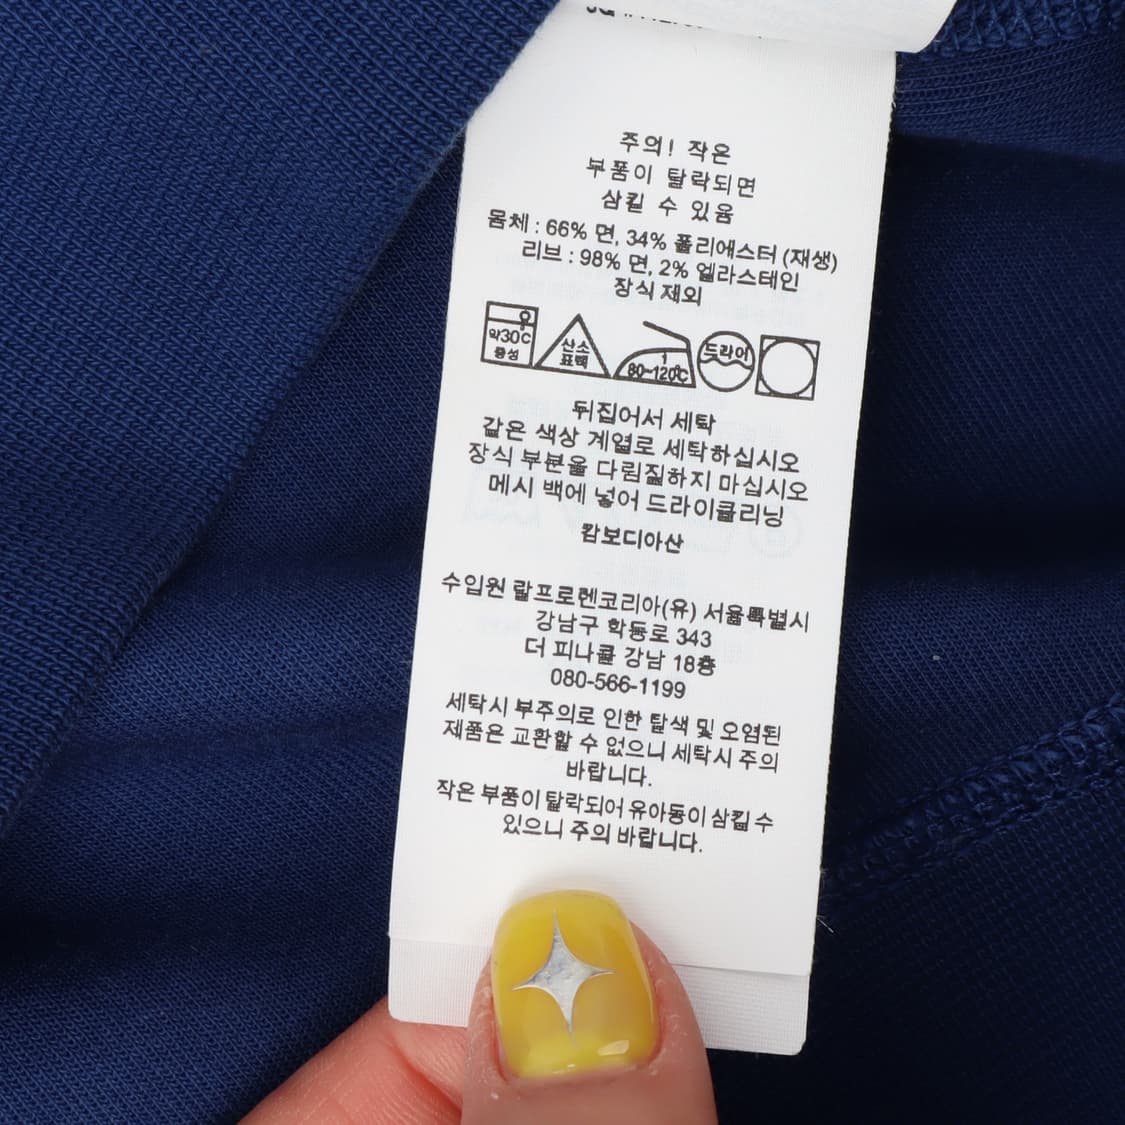 주의! 작은
부품이 탈락되면
삼킬 수 있음
몸체 : 66% 면, 34% 폴리에스터 (재생)
리브 : 98% 면, 2% 엘라스테인
장식 제외
약30℃
중성
산소
표백
80~120℃
드라이
뒤집어서 세탁
같은 색상 계열로 세탁하십시오
장식 부분을 다림질하지 마십시오
메시 백에 넣어 드라이클리닝
캄보디아산
수입원 랄프로렌코리아(유) 서울특별시
강남구 학동로 343
더 피나클 강남 18층
080-566-1199
세탁시 부주의로 인한 탈색 및 오염된
제품은 교환할 수 없으니 세탁시 주의
바랍니다.
작은 부품이 탈락되어 유아동이 삼킬 수
있으니 주의 바랍니다.